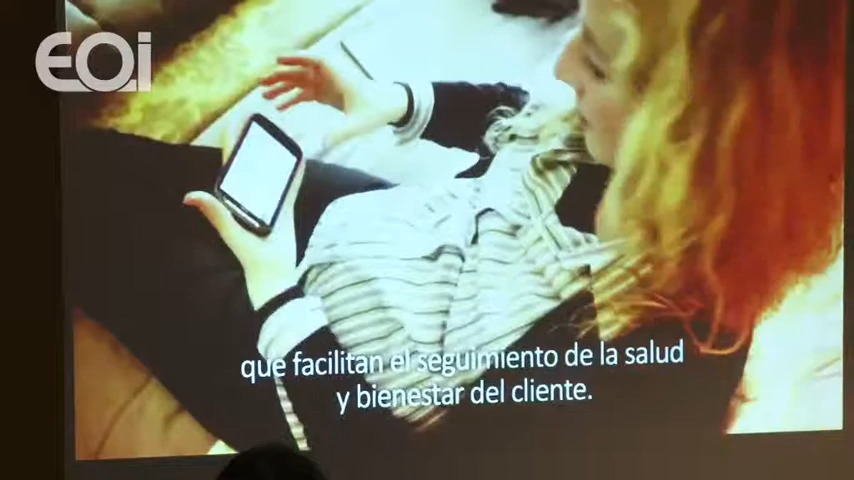 EOi
que facilitan el seguimiento de la salud
y bienestar del cliente.